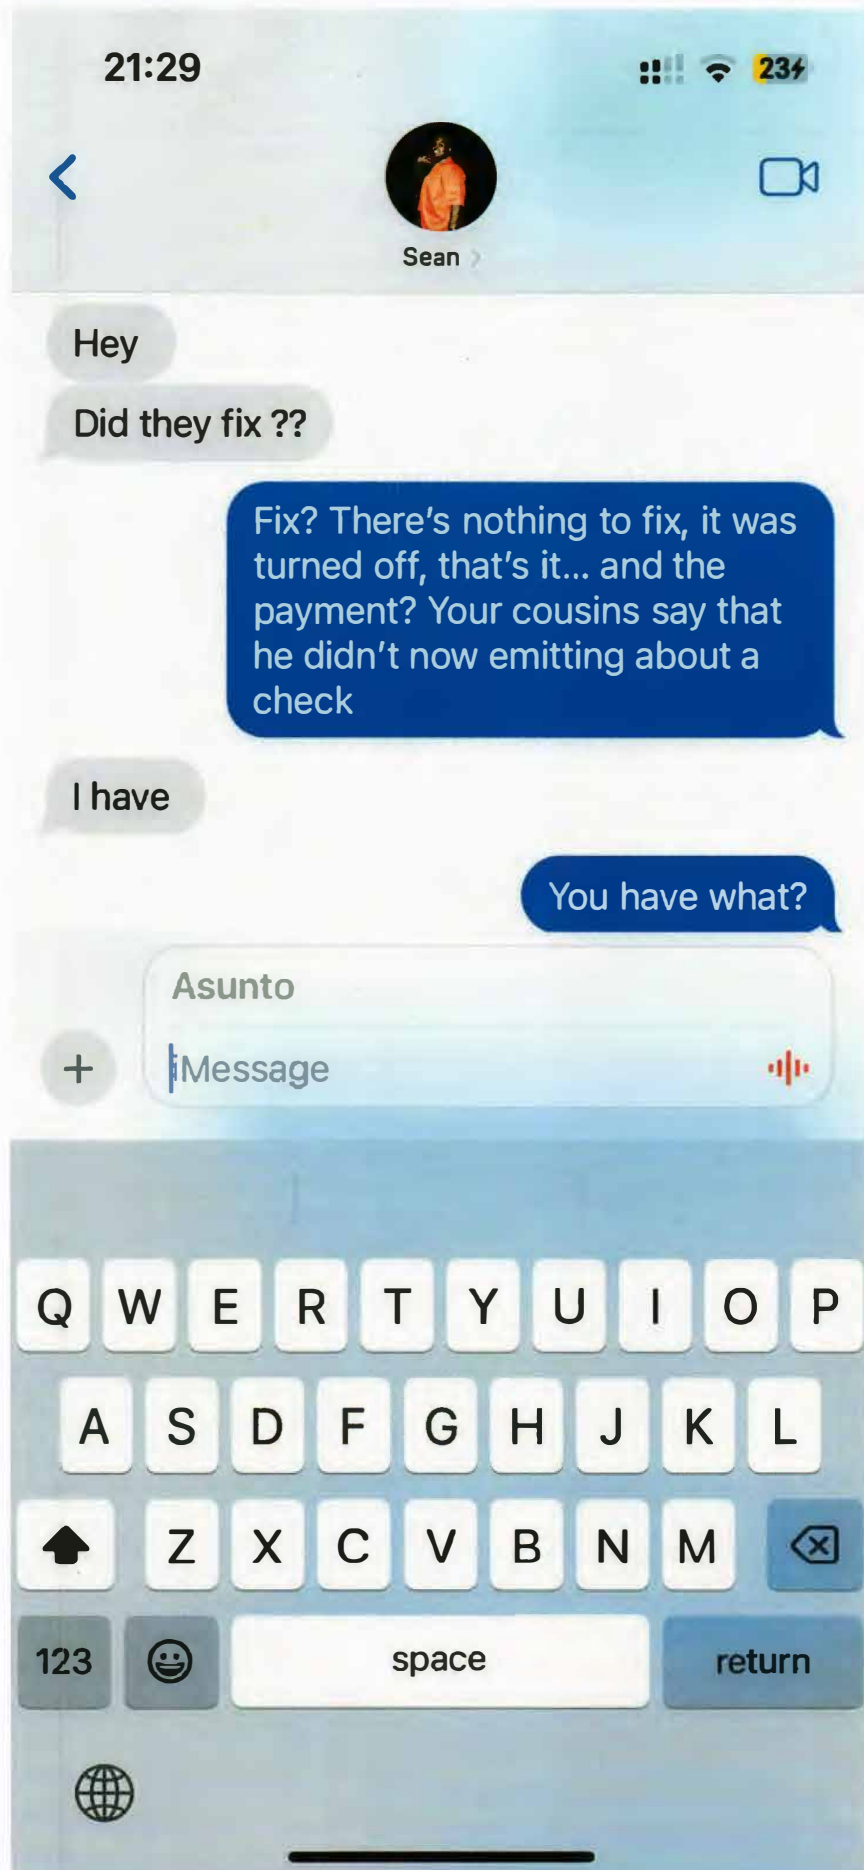 21:29
23
Sean
Hey
Did they fix ??
Fix? There's nothing to fix, it was
turned off, that's it... and the
payment? Your cousins say that
he didn't now emitting about a
check
I have
You have what?
Asunto
iMessage
Q W E R T Y U I O P
A S D F G H J K L
Z X C V B N M
123
space
return